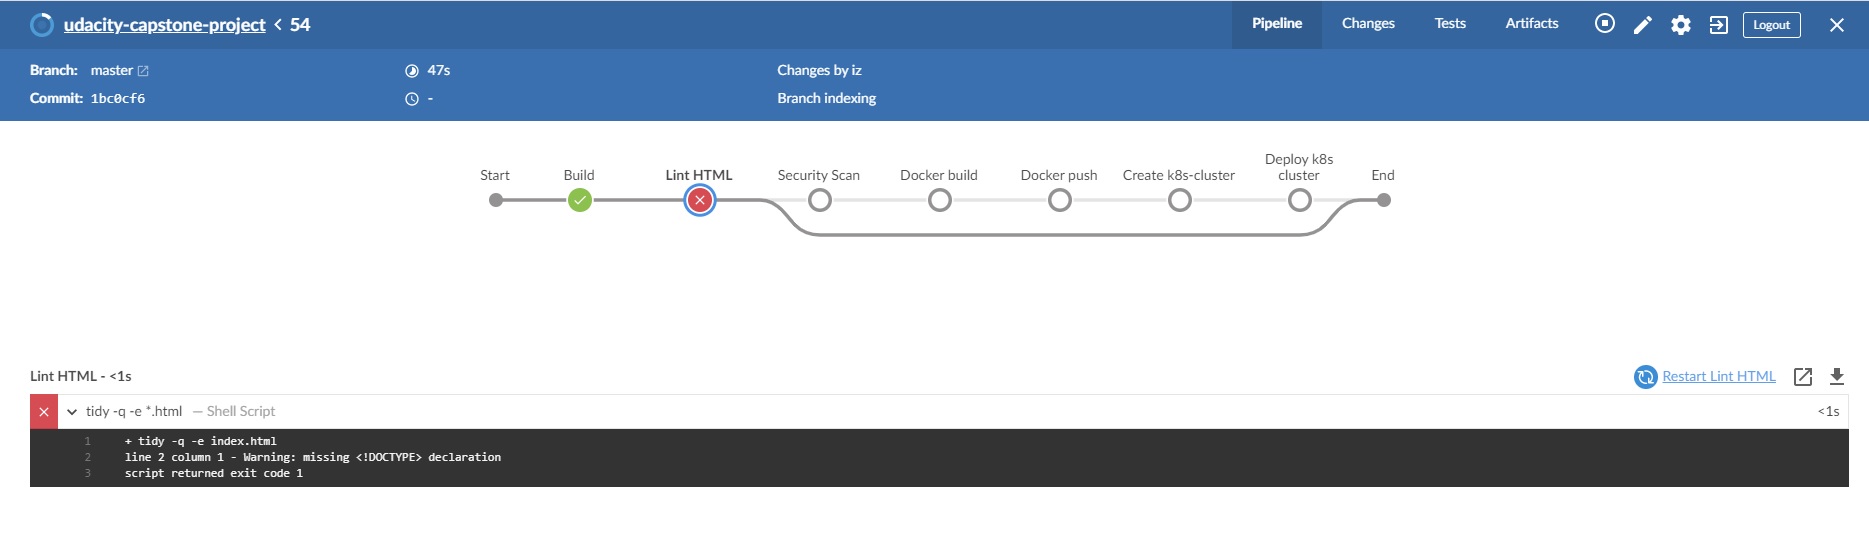 udacity-capstone-project < 54
Pipeline
Changes
Tests
Artifacts
Logout
Branch: master
47s
Changes by iz
Commit: 1bc0cf6
-
Branch indexing
Start
Build
Lint HTML
Security Scan
Docker build
Docker push
Create k8s-cluster
Deploy k8s
cluster
End
Lint HTML - <1s
Restart Lint HTML
tidy -q -e *.html — Shell Script
<1s
1 + tidy -q -e index.html
2 line 2 column 1 - Warning: missing <!DOCTYPE> declaration
3 script returned exit code 1